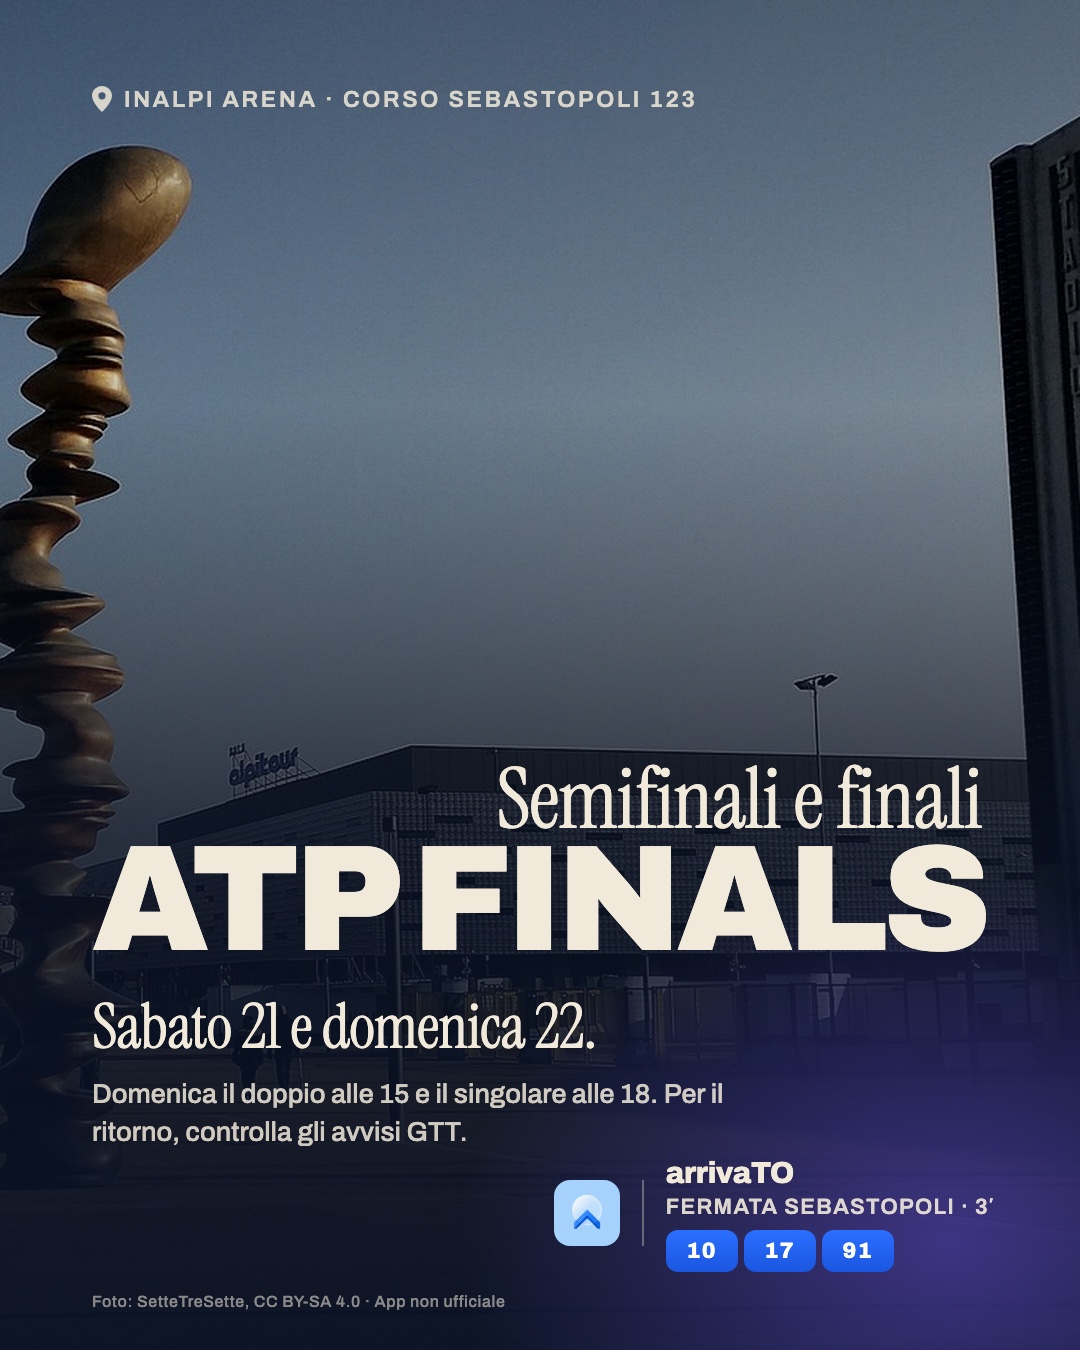 INALPI ARENA · CORSO SEBASTOPOLI 123
STADIO
alpitour
Semifinali e finali
ATP FINALS
Sabato 21 e domenica 22.
Domenica il doppio alle 15 e il singolare alle 18. Per il
ritorno, controlla gli avvisi GTT.
arrivaTO
FERMATA SEBASTOPOLI · 3′
10 17 91
Foto: SetteTreSette, CC BY-SA 4.0 · App non ufficiale